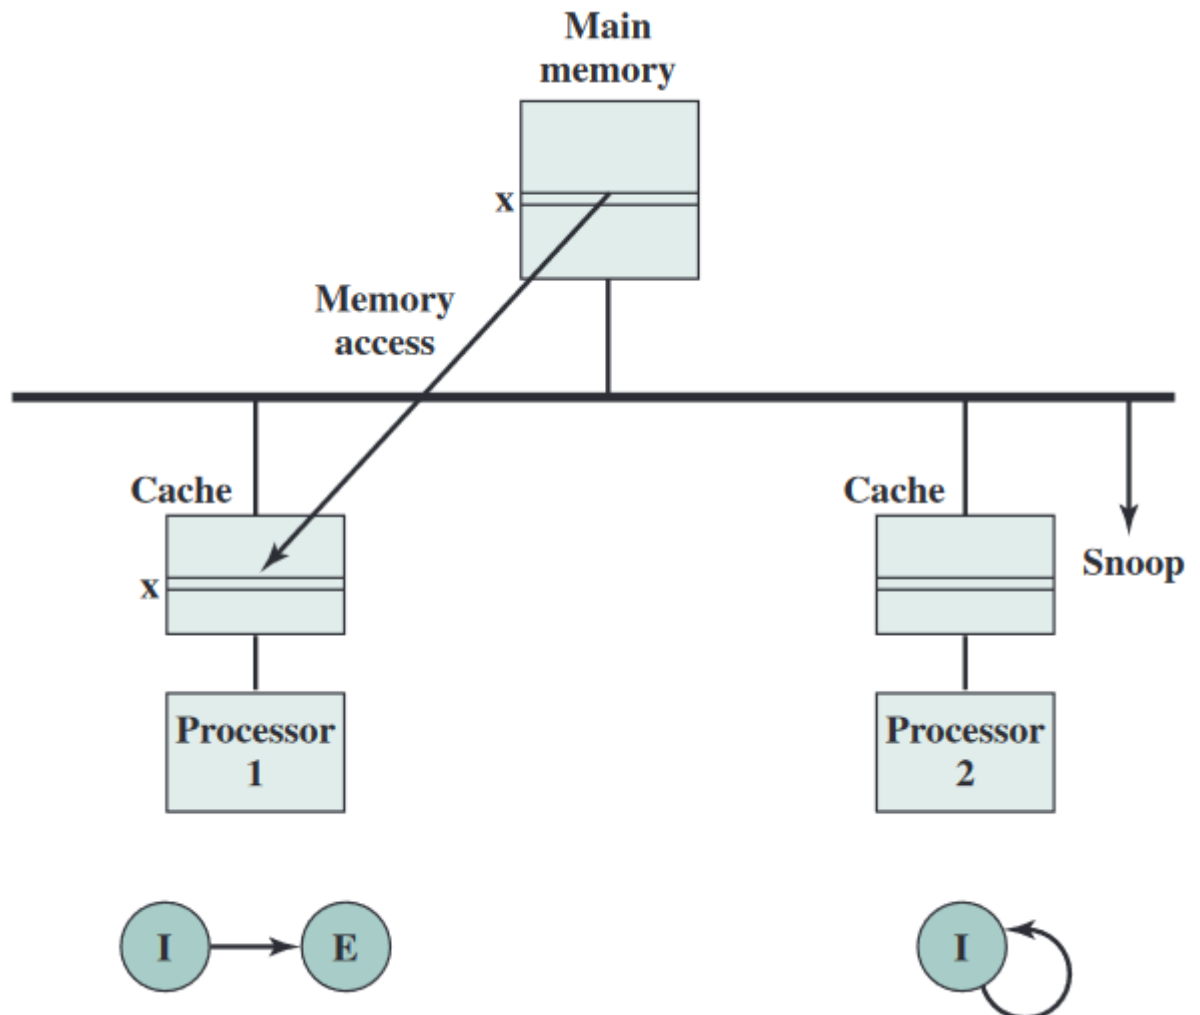 Main
memory
x
Memory
access
Cache
Cache
Snoop
x
Processor
1
Processor
2
I
E
I